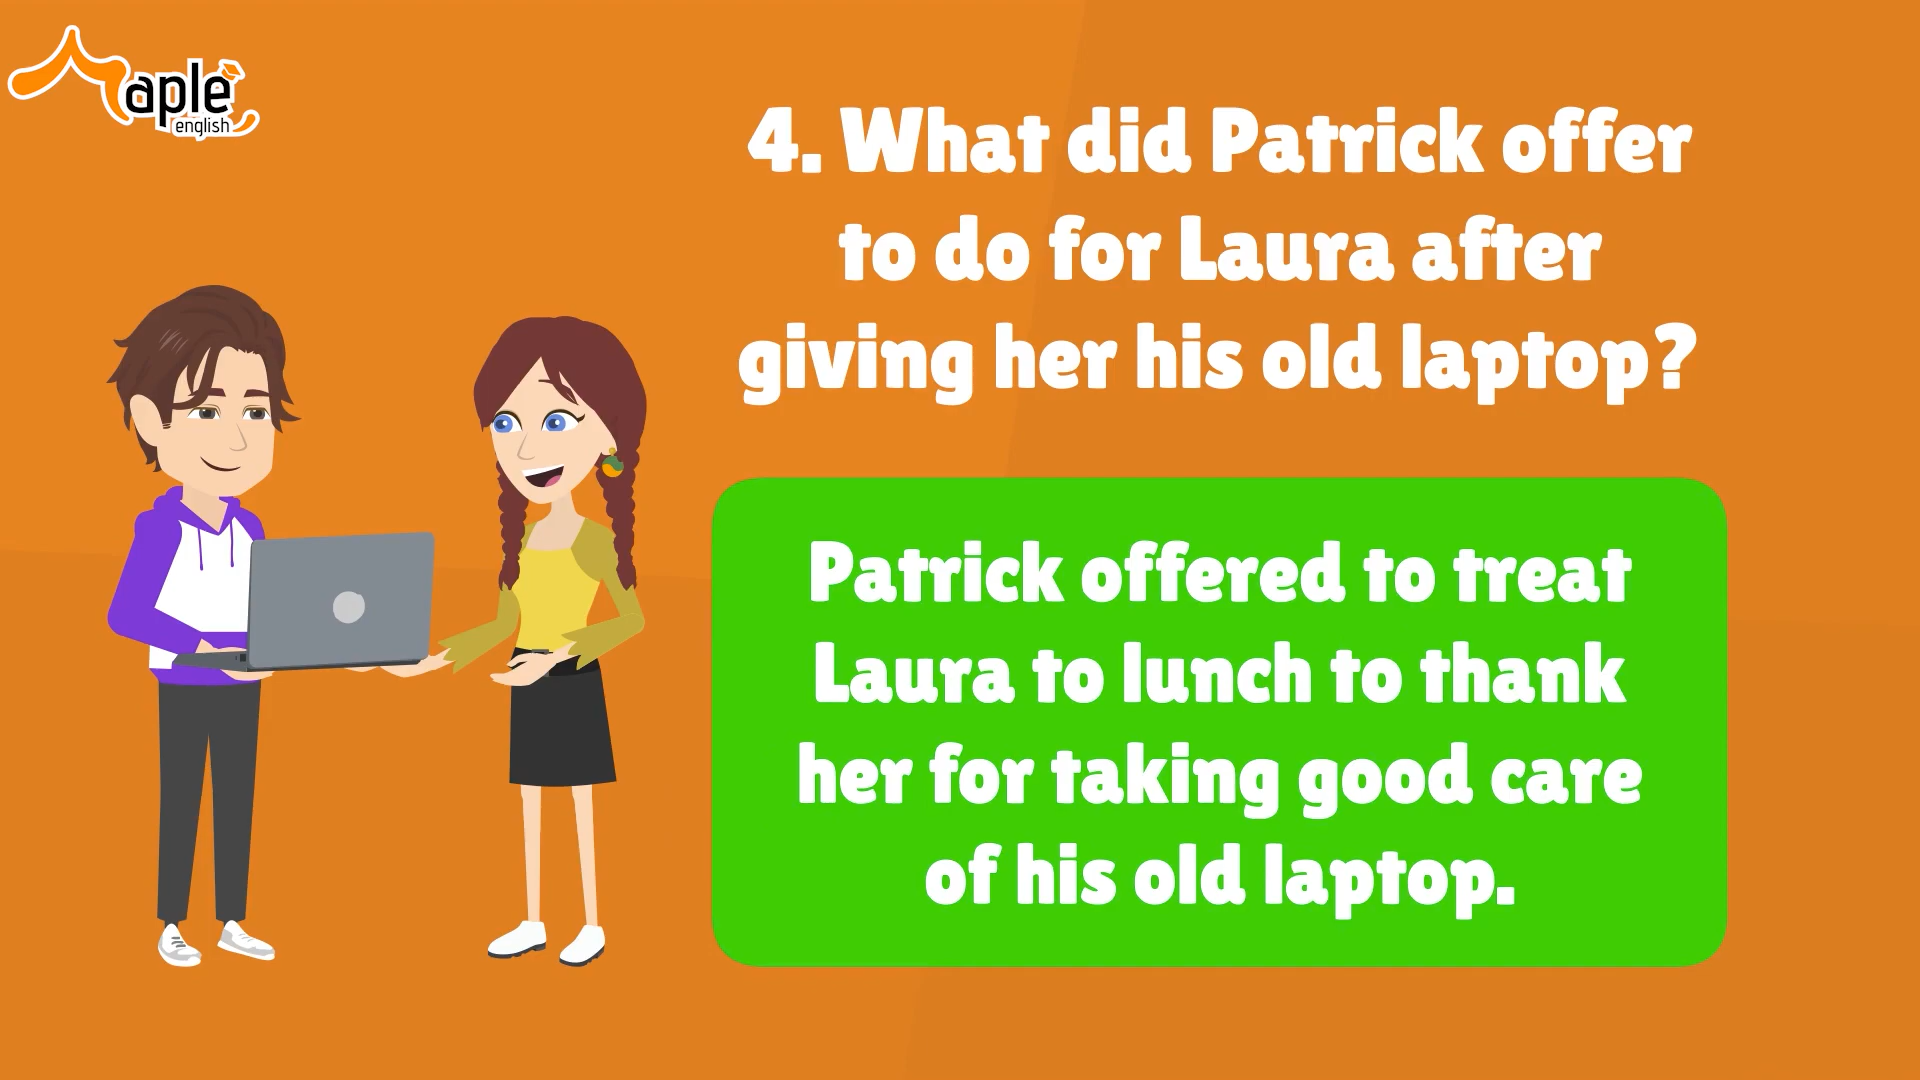 Maple
english
4. What did Patrick offer
to do for Laura after
giving her his old laptop?
Patrick offered to treat
Laura to lunch to thank
her for taking good care
of his old laptop.